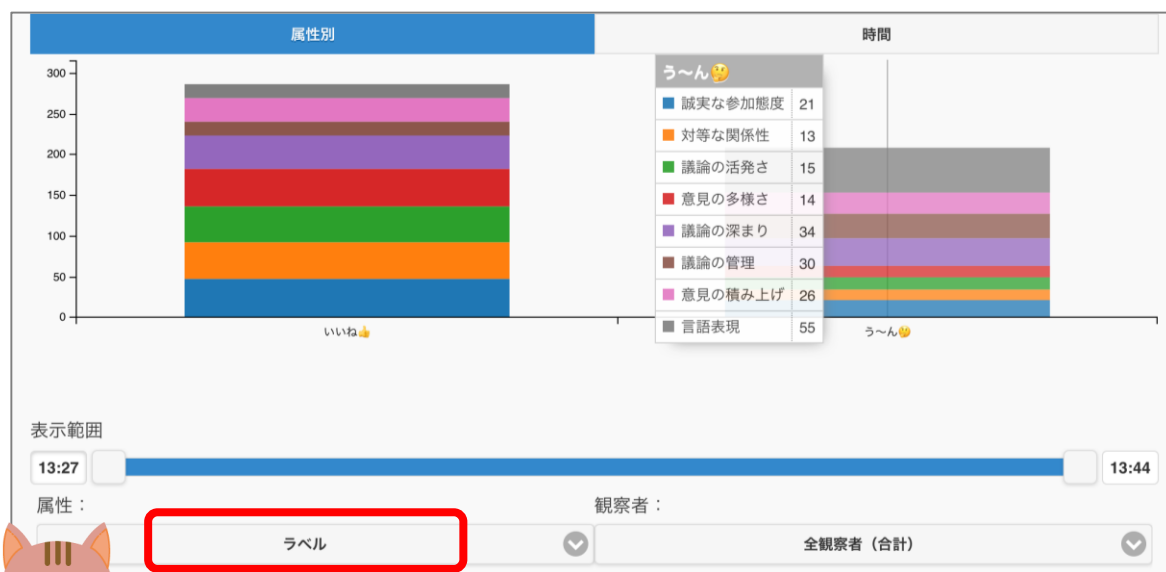 属性別
時間
300
250
200
150
100
50
0
いいね👍
う〜ん🤔
誠実な参加態度 21
対等な関係性 13
議論の活発さ 15
意見の多様さ 14
議論の深まり 34
議論の管理 30
意見の積み上げ 26
言語表現 55
う〜ん🤔
表示範囲
13:27
13:44
属性：
観察者：
ラベル
全観察者（合計）